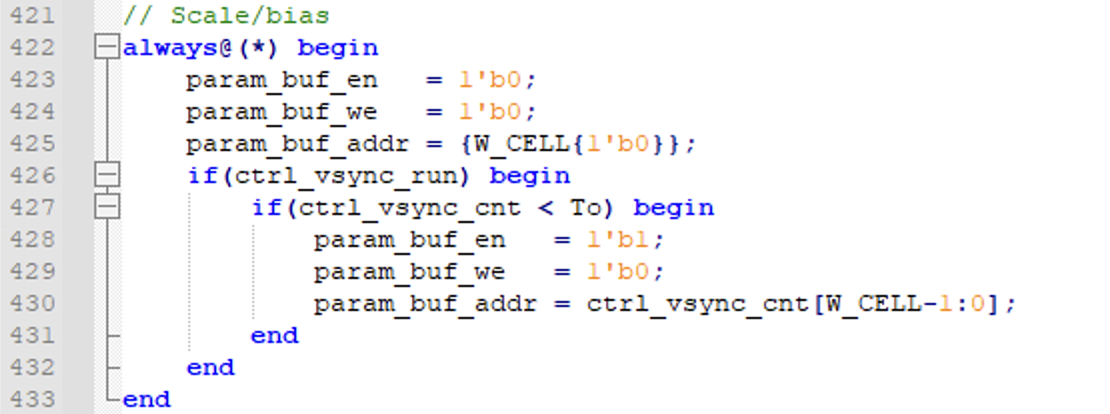 421 // Scale/bias
422 always@(*) begin
423     param_buf_en   = 1'b0;
424     param_buf_we   = 1'b0;
425     param_buf_addr = {W_CELL{1'b0}};
426     if(ctrl_vsync_run) begin
427         if(ctrl_vsync_cnt < To) begin
428             param_buf_en   = 1'b1;
429             param_buf_we   = 1'b0;
430             param_buf_addr = ctrl_vsync_cnt[W_CELL-1:0];
431         end
432     end
433 end